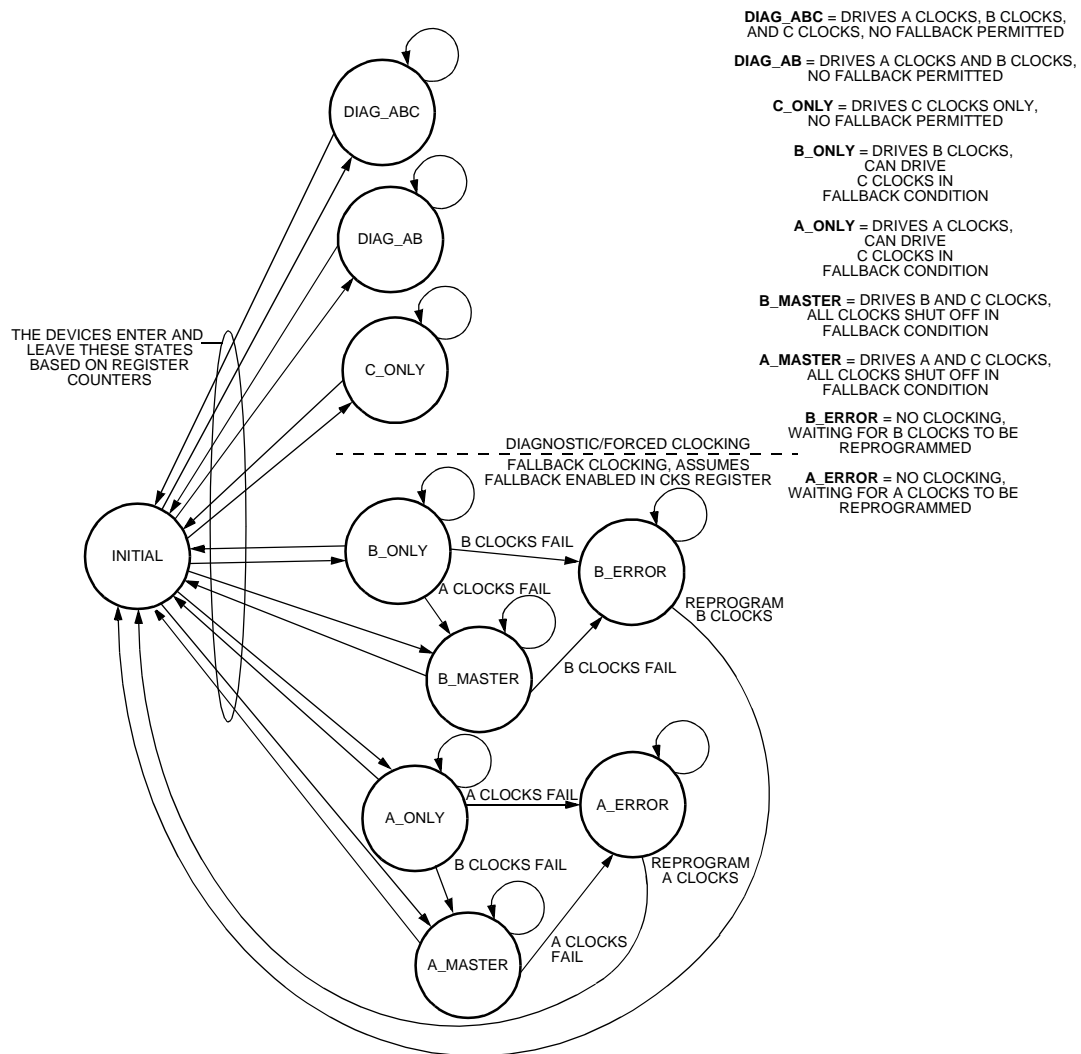 DIAG_ABC = DRIVES A CLOCKS, B CLOCKS,
AND C CLOCKS, NO FALLBACK PERMITTED
DIAG_AB = DRIVES A CLOCKS AND B CLOCKS,
NO FALLBACK PERMITTED
C_ONLY = DRIVES C CLOCKS ONLY,
NO FALLBACK PERMITTED
B_ONLY = DRIVES B CLOCKS,
CAN DRIVE
C CLOCKS IN
FALLBACK CONDITION
A_ONLY = DRIVES A CLOCKS,
CAN DRIVE
C CLOCKS IN
FALLBACK CONDITION
B_MASTER = DRIVES B AND C CLOCKS,
ALL CLOCKS SHUT OFF IN
FALLBACK CONDITION
A_MASTER = DRIVES A AND C CLOCKS,
ALL CLOCKS SHUT OFF IN
FALLBACK CONDITION
B_ERROR = NO CLOCKING,
WAITING FOR B CLOCKS TO BE
REPROGRAMMED
A_ERROR = NO CLOCKING,
WAITING FOR A CLOCKS TO BE
REPROGRAMMED
DIAG_ABC
DIAG_AB
THE DEVICES ENTER AND
LEAVE THESE STATES
BASED ON REGISTER
COUNTERS
C_ONLY
DIAGNOSTIC/FORCED CLOCKING
FALLBACK CLOCKING, ASSUMES
FALLBACK ENABLED IN CKS REGISTER
INITIAL
B_ONLY
B CLOCKS FAIL
B_ERROR
A CLOCKS FAIL
REPROGRAM
B CLOCKS
B_MASTER
B CLOCKS FAIL
A_ONLY
A CLOCKS FAIL
A_ERROR
B CLOCKS FAIL
REPROGRAM
A CLOCKS
A_MASTER
A CLOCKS
FAIL